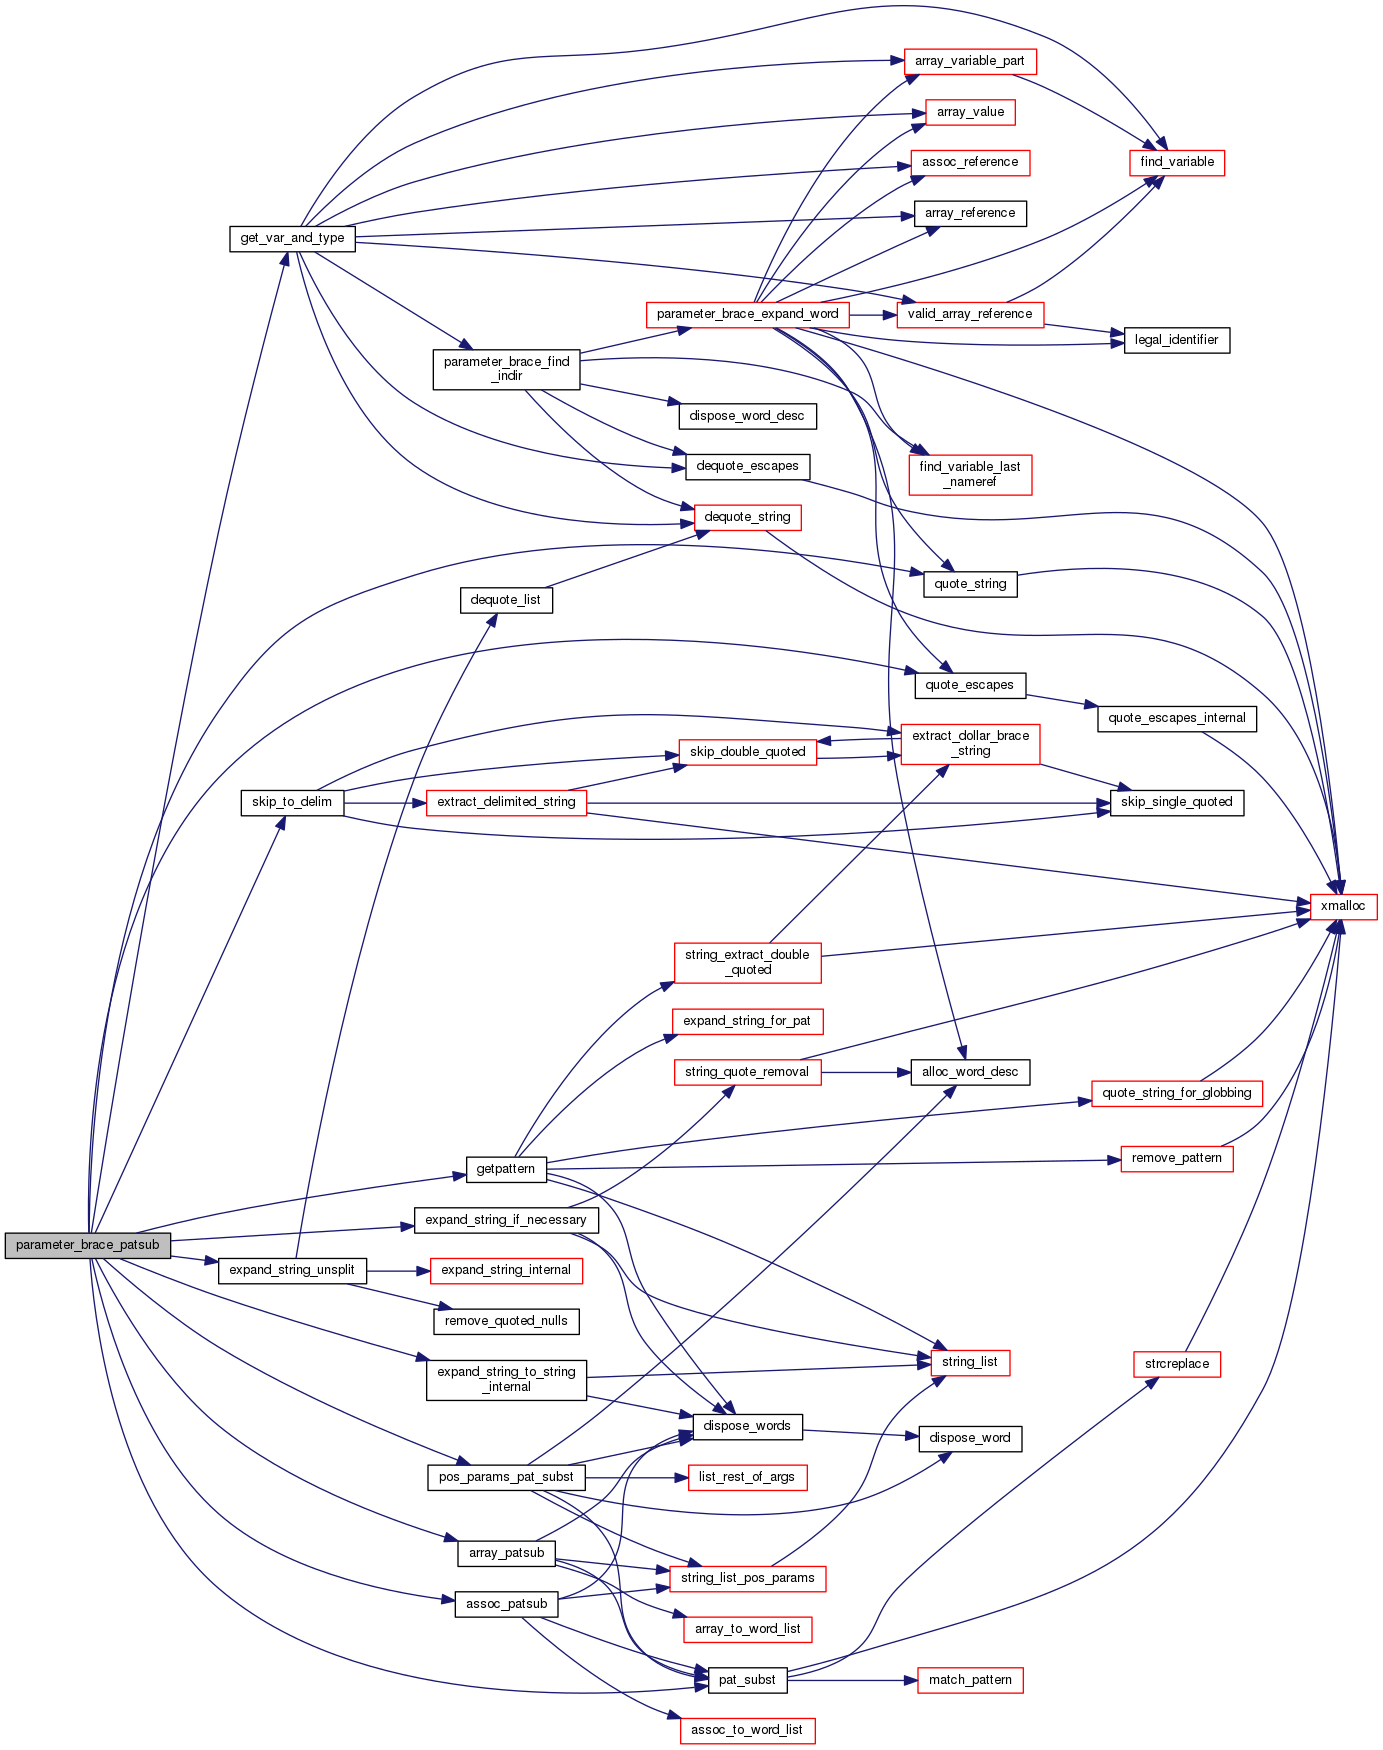 array_variable_part
array_value
find_variable
assoc_reference
array_reference
get_var_and_type
parameter_brace_expand_word
valid_array_reference
legal_identifier
parameter_brace_find
_indir
dispose_word_desc
dequote_escapes
find_variable_last
_nameref
dequote_string
quote_string
dequote_list
quote_escapes
quote_escapes_internal
extract_dollar_brace
_string
skip_double_quoted
skip_to_delim
extract_delimited_string
skip_single_quoted
xmalloc
string_extract_double
_quoted
expand_string_for_pat
string_quote_removal
alloc_word_desc
quote_string_for_globbing
getpattern
remove_pattern
expand_string_if_necessary
parameter_brace_patsub
expand_string_unsplit
expand_string_internal
remove_quoted_nulls
expand_string_to_string
_internal
string_list
strcreplace
dispose_words
dispose_word
pos_params_pat_subst
list_rest_of_args
array_patsub
string_list_pos_params
assoc_patsub
array_to_word_list
pat_subst
match_pattern
assoc_to_word_list